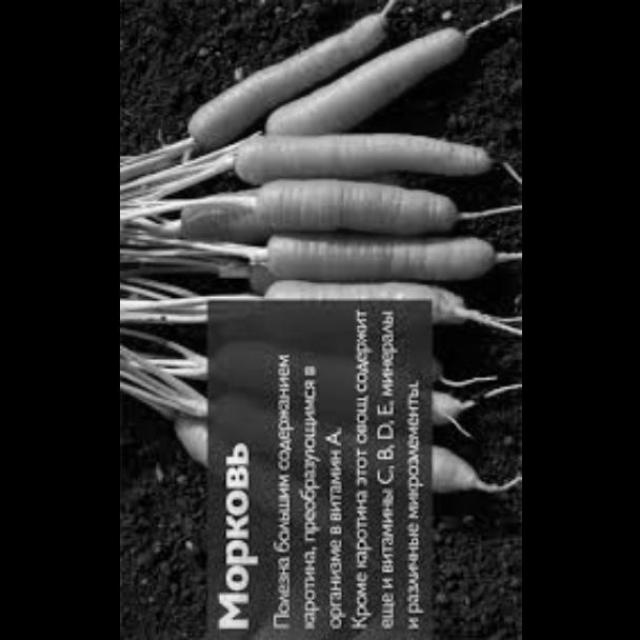 Морковь
Полезна большим содержанием
каротина, преобразующимся в
организме в витамин А.
Кроме каротина этот овощ содержит
еще и витамины С, В, D, E, минералы
и различные микроэлементы.